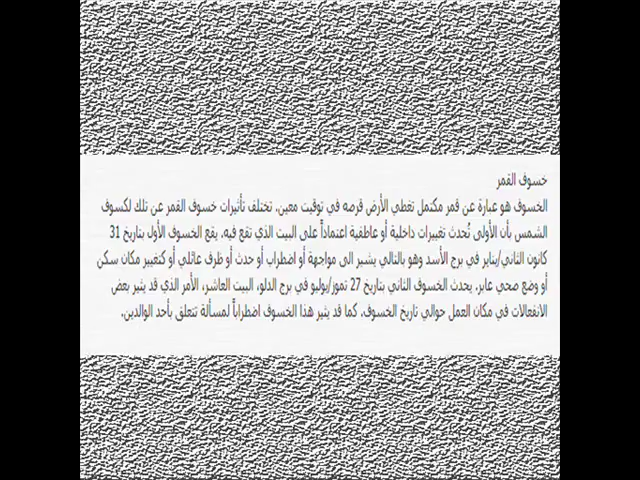 خسوف القمر
الخسوف هو عبارة عن قمر مكتمل تغطي الأرض قرصه في توقيت معين. تختلف تأثيرات خسوف القمر عن تلك لكسوف
الشمس بأن الأولى تُحدث تغييرات داخلية أو عاطفية اعتماداً على البيت الذي تقع فيه. يقع الخسوف الأول بتاريخ 31
كانون الثاني/يناير في برج الأسد وهو بالتالي يشير الى مواجهة أو اضطراب أو حدث أو ظرف عائلي أو كتغيير مكان سكن
أو وضع صحي عابر. يحدث الخسوف الثاني بتاريخ 27 تموز/يوليو في برج الدلو، البيت العاشر، الأمر الذي قد يثير بعض
الانفعالات في مكان العمل حوالي تاريخ الخسوف. كما قد يثير هذا الخسوف اضطراباً لمسألة تتعلق بأحد الوالدين.